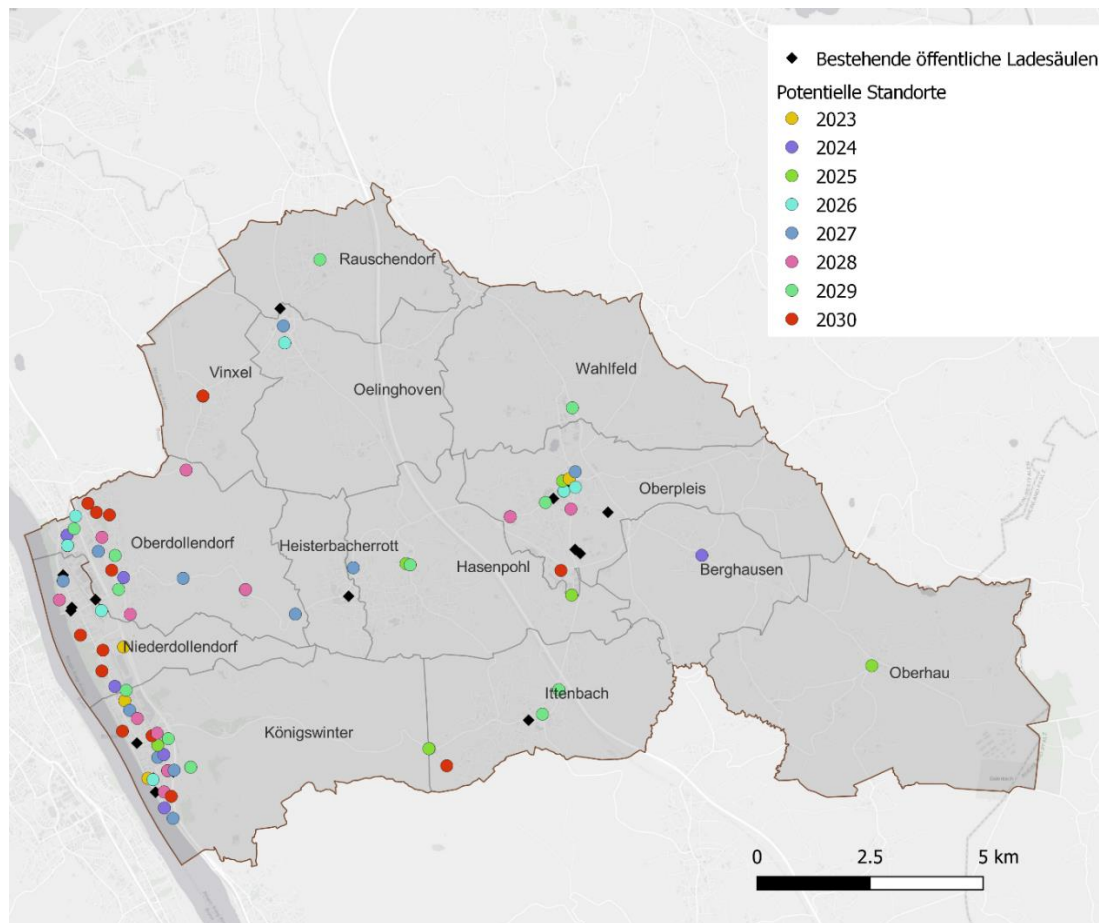 Bestehende öffentliche Ladesäulen
Potentielle Standorte
2023
2024
2025
2026
2027
2028
2029
2030
Rauschendorf
Vinxel
Oelinghoven
Wahlfeld
Oberpleis
Oberdollendorf
Heisterbacherrott
Hasenpohl
Berghausen
Niederdollendorf
Ittenbach
Oberhau
Königswinter
0 2.5 5 km